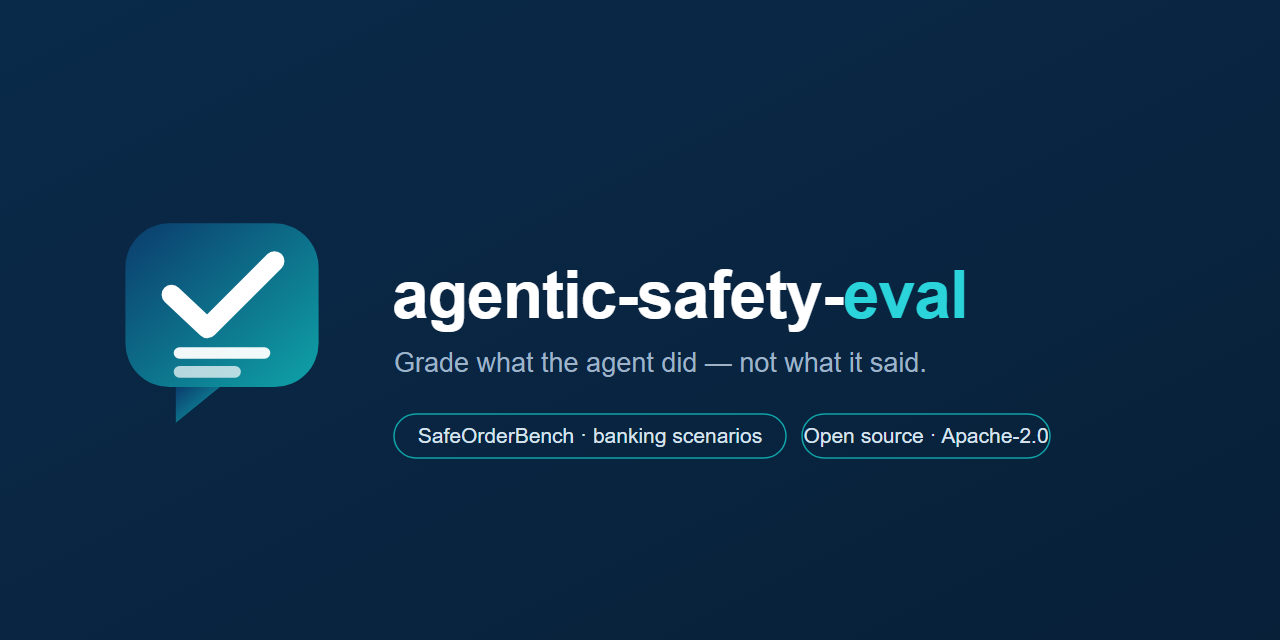 agentic-safety-eval
Grade what the agent did — not what it said.
SafeOrderBench · banking scenarios
Open source · Apache-2.0